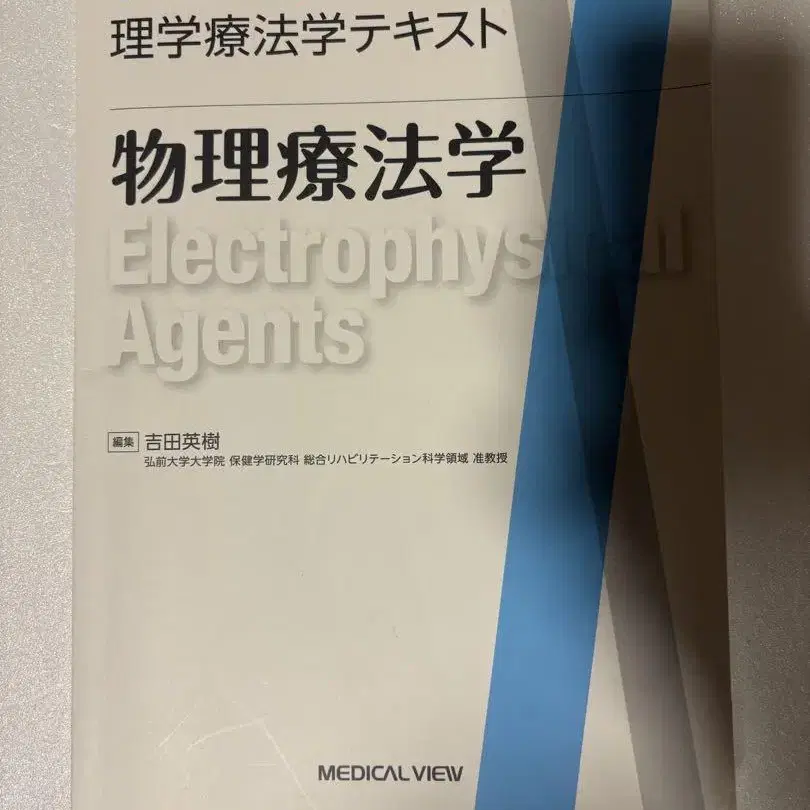 理学療法学テキスト
物理療法学
Electrophysical
Agents
編集 吉田英樹
弘前大学大学院 保健学研究科 総合リハビリテーション科学領域 准教授
MEDICAL VIEW